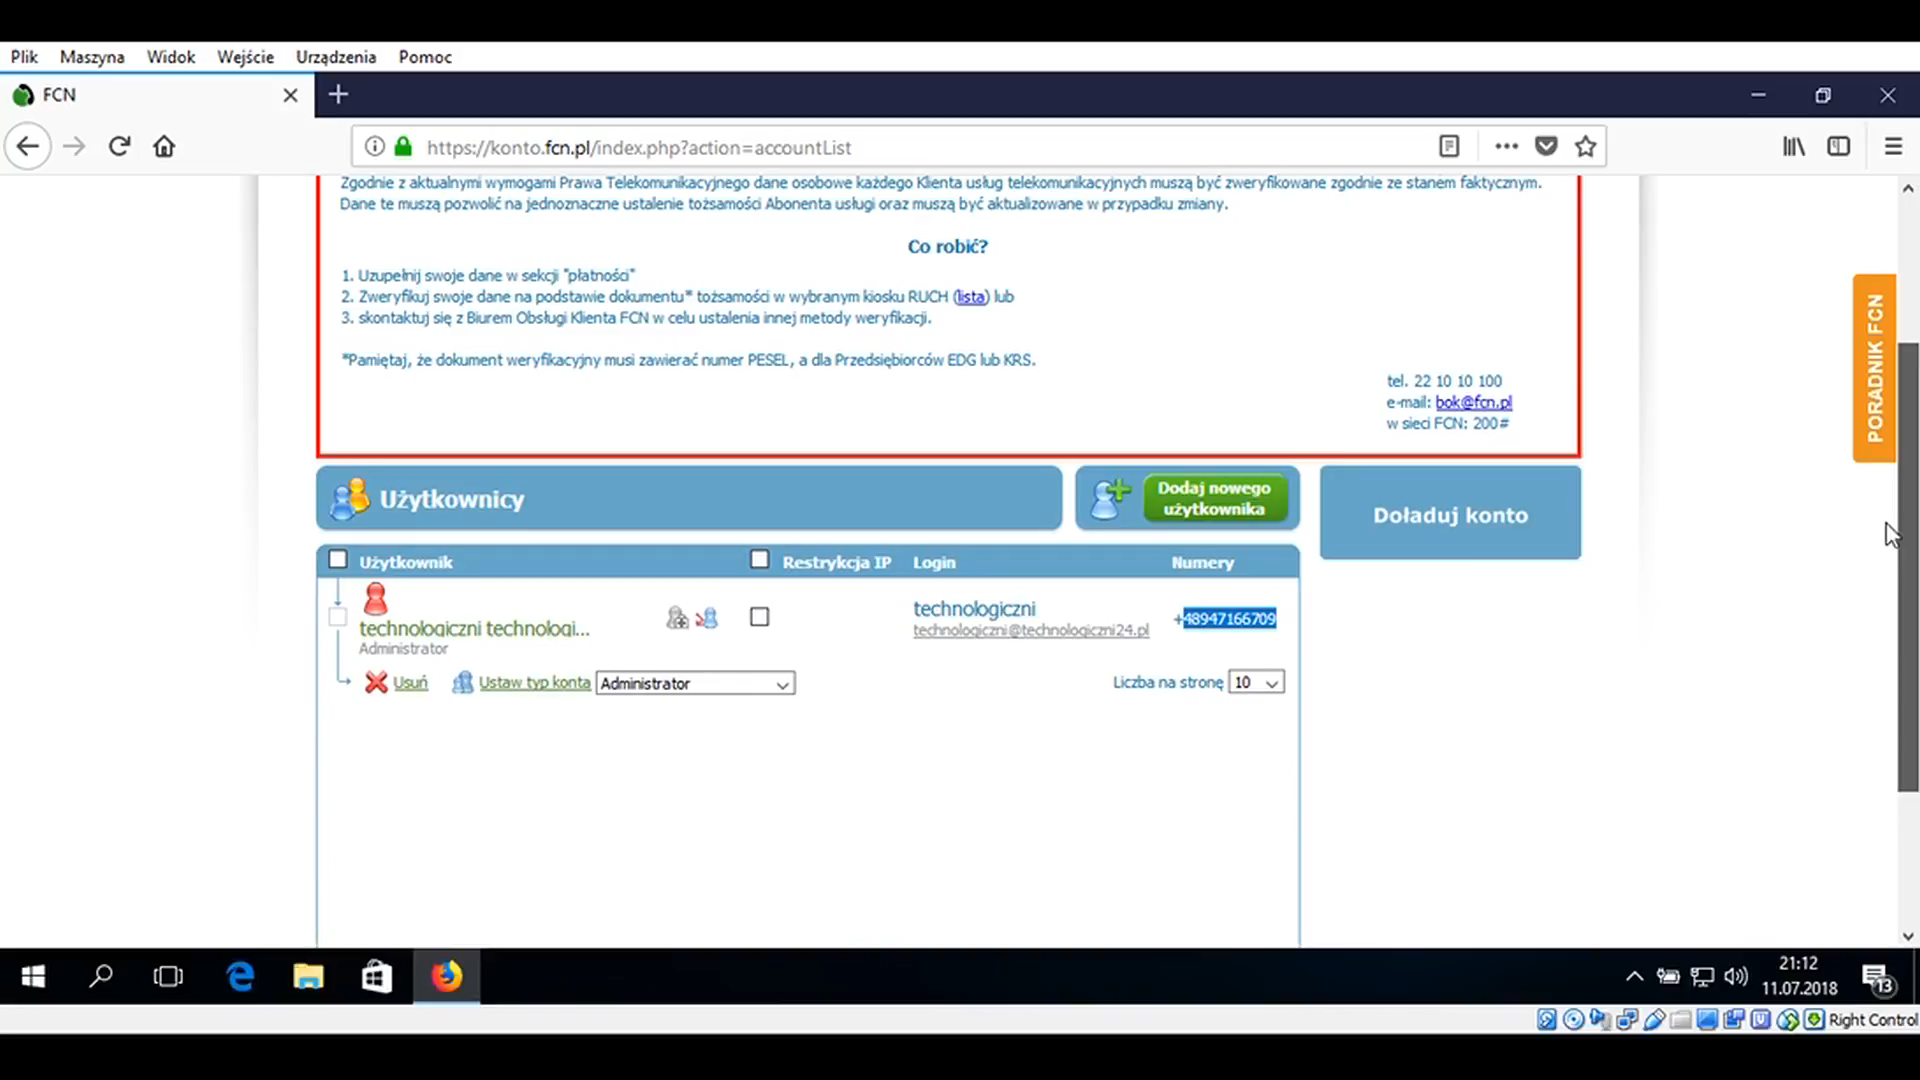 Plik Maszyna Widok Wejście Urządzenia Pomoc
FCN
https://konto.fcn.pl/index.php?action=accountList
Zgodnie z aktualnymi wymogami Prawa Telekomunikacyjnego dane osobowe każdego Klienta usług telekomunikacyjnych muszą być zweryfikowane zgodnie ze stanem faktycznym.
Dane te muszą pozwolić na jednoznaczne ustalenie tożsamości Abonenta usługi oraz muszą być aktualizowane w przypadku zmiany.
Co robić?
1. Uzupełnij swoje dane w sekcji "płatności"
2. Zweryfikuj swoje dane na podstawie dokumentu* tożsamości w wybranym kiosku RUCH (lista) lub
3. skontaktuj się z Biurem Obsługi Klienta FCN w celu ustalenia innej metody weryfikacji.
*Pamiętaj, że dokument weryfikacyjny musi zawierać numer PESEL, a dla Przedsiębiorców EDG lub KRS.
tel. 22 10 10 100
e-mail: bok@fcn.pl
w sieci FCN: 200#
PORADNIK FCN
Użytkownicy
Dodaj nowego
użytkownika
Doładuj konto
Użytkownik Restrykcja IP Login Numery
technologiczni technologi...
Administrator
technologiczni
technologiczni@technologiczni24.pl
+48947166709
Usuń Ustaw typ konta Administrator Liczba na stronę 10
21:12
11.07.2018
13
Right Control